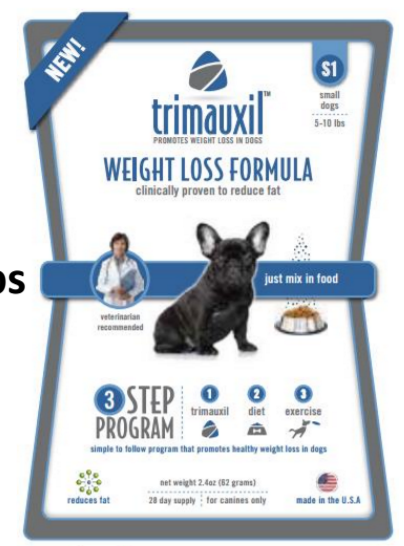 NEW!
trimauxil™
PROMOTES WEIGHT LOSS IN DOGS
S1
small
dogs
5-10 lbs
WEIGHT LOSS FORMULA
clinically proven to reduce fat
os
veterinarian
recommended
just mix in food
3 STEP
PROGRAM
1
trimauxil
2
diet
3
exercise
simple to follow program that promotes healthy weight loss in dogs
reduces fat
net weight 2.4oz (62 grams)
28 day supply for canines only
made in the U.S.A